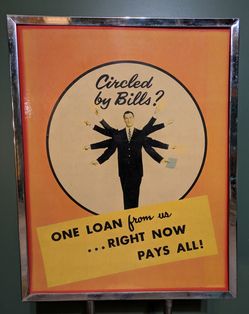 Circled
by Bills?
ONE LOAN from us
...RIGHT NOW
PAYS ALL!